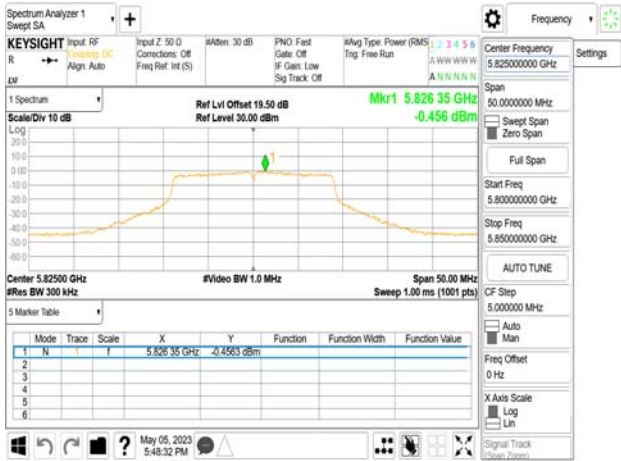 Spectrum Analyzer 1
Swept SA
Frequency
KEYSIGHT
R
Input: RF
Coupling: DC
Align: Auto
Input Z: 50 Ω
Corrections: Off
Freq Ref: Int (S)
#Atten: 30 dB
PNO: Fast
Gate: Off
IF Gain: Low
Sig Track: Off
#Avg Type: Power (RMS
Trig: Free Run
1 2 3 4 5 6
A W W W W W
A N N N N N
Settings
Center Frequency
5.825000000 GHz
Span
50.0000000 MHz
Swept Span
Zero Span
Full Span
Start Freq
5.800000000 GHz
Stop Freq
5.850000000 GHz
AUTO TUNE
CF Step
5.000000 MHz
Auto
Man
Freq Offset
0 Hz
X Axis Scale
Log
Lin
Signal Track
(Span Zoom)
1 Spectrum
Scale/Div 10 dB
Ref Lvl Offset 19.50 dB
Ref Level 30.00 dBm
Mkr1 5.826 35 GHz
-0.456 dBm
Log
20.0
10.0
0.00
-10.0
-20.0
-30.0
-40.0
-50.0
-60.0
1
Center 5.82500 GHz
#Res BW 300 kHz
#Video BW 1.0 MHz
Span 50.00 MHz
Sweep 1.00 ms (1001 pts)
5 Marker Table
Mode Trace Scale X Y Function Function Width Function Value
1 N 1 f 5.826 35 GHz -0.4563 dBm
2
3
4
5
6
?
May 05, 2023
5:48:32 PM